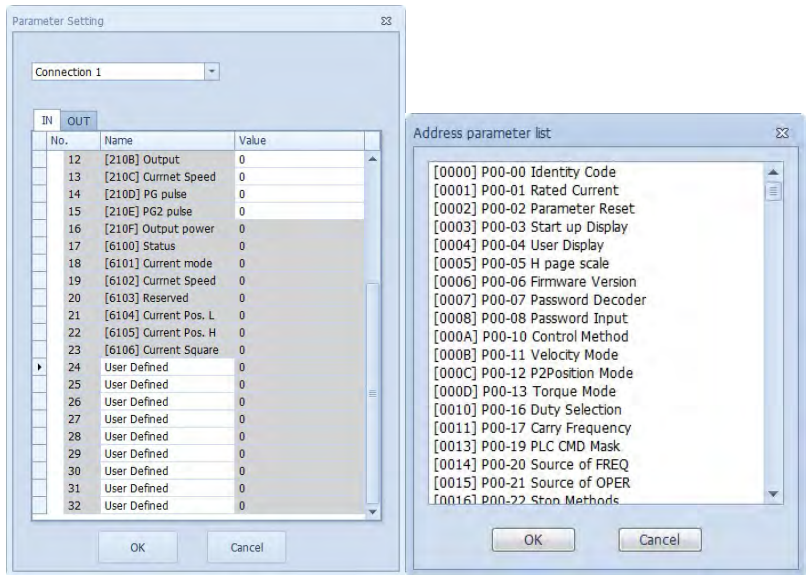 Parameter Setting
Connection 1
IN OUT
No. Name Value
12 [210B] Output 0
13 [210C] Currnet Speed 0
14 [210D] PG pulse 0
15 [210E] PG2 pulse 0
16 [210F] Output power 0
17 [6100] Status 0
18 [6101] Current mode 0
19 [6102] Currnet Speed 0
20 [6103] Reserved 0
21 [6104] Current Pos. L 0
22 [6105] Current Pos. H 0
23 [6106] Current Square 0
24 User Defined 0
25 User Defined 0
26 User Defined 0
27 User Defined 0
28 User Defined 0
29 User Defined 0
30 User Defined 0
31 User Defined 0
32 User Defined 0
OK Cancel
Address parameter list
[0000] P00-00 Identity Code
[0001] P00-01 Rated Current
[0002] P00-02 Parameter Reset
[0003] P00-03 Start up Display
[0004] P00-04 User Display
[0005] P00-05 H page scale
[0006] P00-06 Firmware Version
[0007] P00-07 Password Decoder
[0008] P00-08 Password Input
[000A] P00-10 Control Method
[000B] P00-11 Velocity Mode
[000C] P00-12 P2Position Mode
[000D] P00-13 Torque Mode
[0010] P00-16 Duty Selection
[0011] P00-17 Carry Frequency
[0013] P00-19 PLC CMD Mask
[0014] P00-20 Source of FREQ
[0015] P00-21 Source of OPER
[0016] P00-22 Stop Methods
OK Cancel